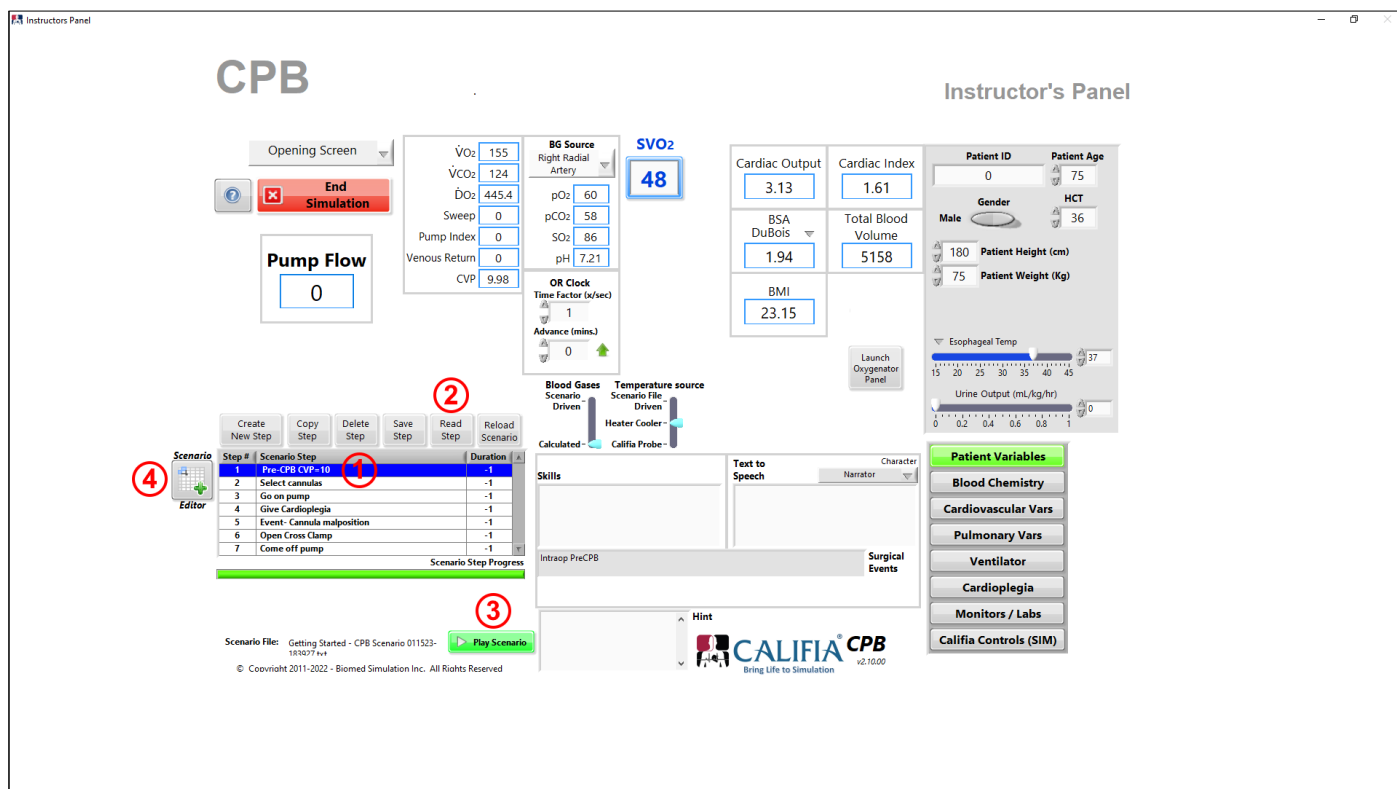 Instructors Panel
CPB
Instructor's Panel
Opening Screen
End
Simulation
Pump Flow
0
V̇O2 155
V̇CO2 124
ḊO2 445.4
Sweep 0
Pump Index 0
Venous Return 0
CVP 9.98
BG Source
Right Radial
Artery
pO2 60
pCO2 58
SO2 86
pH 7.21
OR Clock
Time Factor (x/sec)
1
Advance (mins.)
0
SVO2
48
Cardiac Output
3.13
Cardiac Index
1.61
BSA
DuBois
1.94
Total Blood
Volume
5158
BMI
23.15
Launch
Oxygenator
Panel
Patient ID
0
Patient Age
75
Gender
Male
HCT
36
180 Patient Height (cm)
75 Patient Weight (Kg)
Esophageal Temp
37
15 20 25 30 35 40 45
Urine Output (mL/kg/hr)
0
0 0.2 0.4 0.6 0.8 1
Blood Gases
Scenario
Driven
Calculated
Temperature source
Scenario File
Driven
Heater Cooler
Califia Probe
2
Create
New Step
Copy
Step
Delete
Step
Save
Step
Read
Step
Reload
Scenario
Scenario
4
Editor
Step # Scenario Step Duration
1 Pre-CPB CVP=10 1 -1
2 Select cannulas -1
3 Go on pump -1
4 Give Cardioplegia -1
5 Event- Cannula malposition -1
6 Open Cross Clamp -1
7 Come off pump -1
Scenario Step Progress
Skills
Text to
Speech
Character
Narrator
Intraop PreCPB
Surgical
Events
3
Play Scenario
Hint
Scenario File: Getting Started - CPB Scenario 011523-
183927.txt
© Copyright 2011-2022 - Biomed Simulation Inc. All Rights Reserved
CALIFIA® CPB
Bring Life to Simulation
v2.10.00
Patient Variables
Blood Chemistry
Cardiovascular Vars
Pulmonary Vars
Ventilator
Cardioplegia
Monitors / Labs
Califia Controls (SIM)